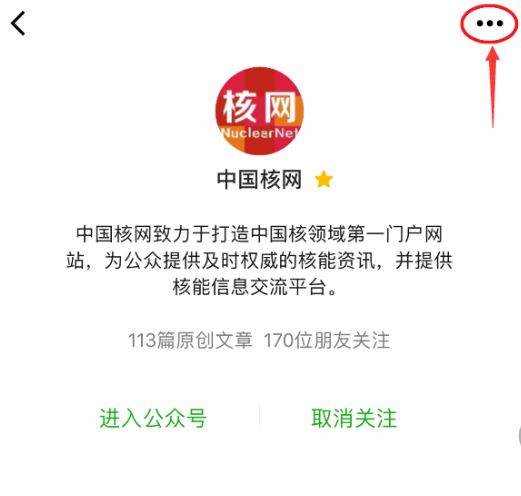 核网
NuclearNet
中国核网
中国核网致力于打造中国核领域第一门户网
站，为公众提供及时权威的核能资讯，并提供
核能信息交流平台。
113篇原创文章 170位朋友关注
进入公众号 取消关注